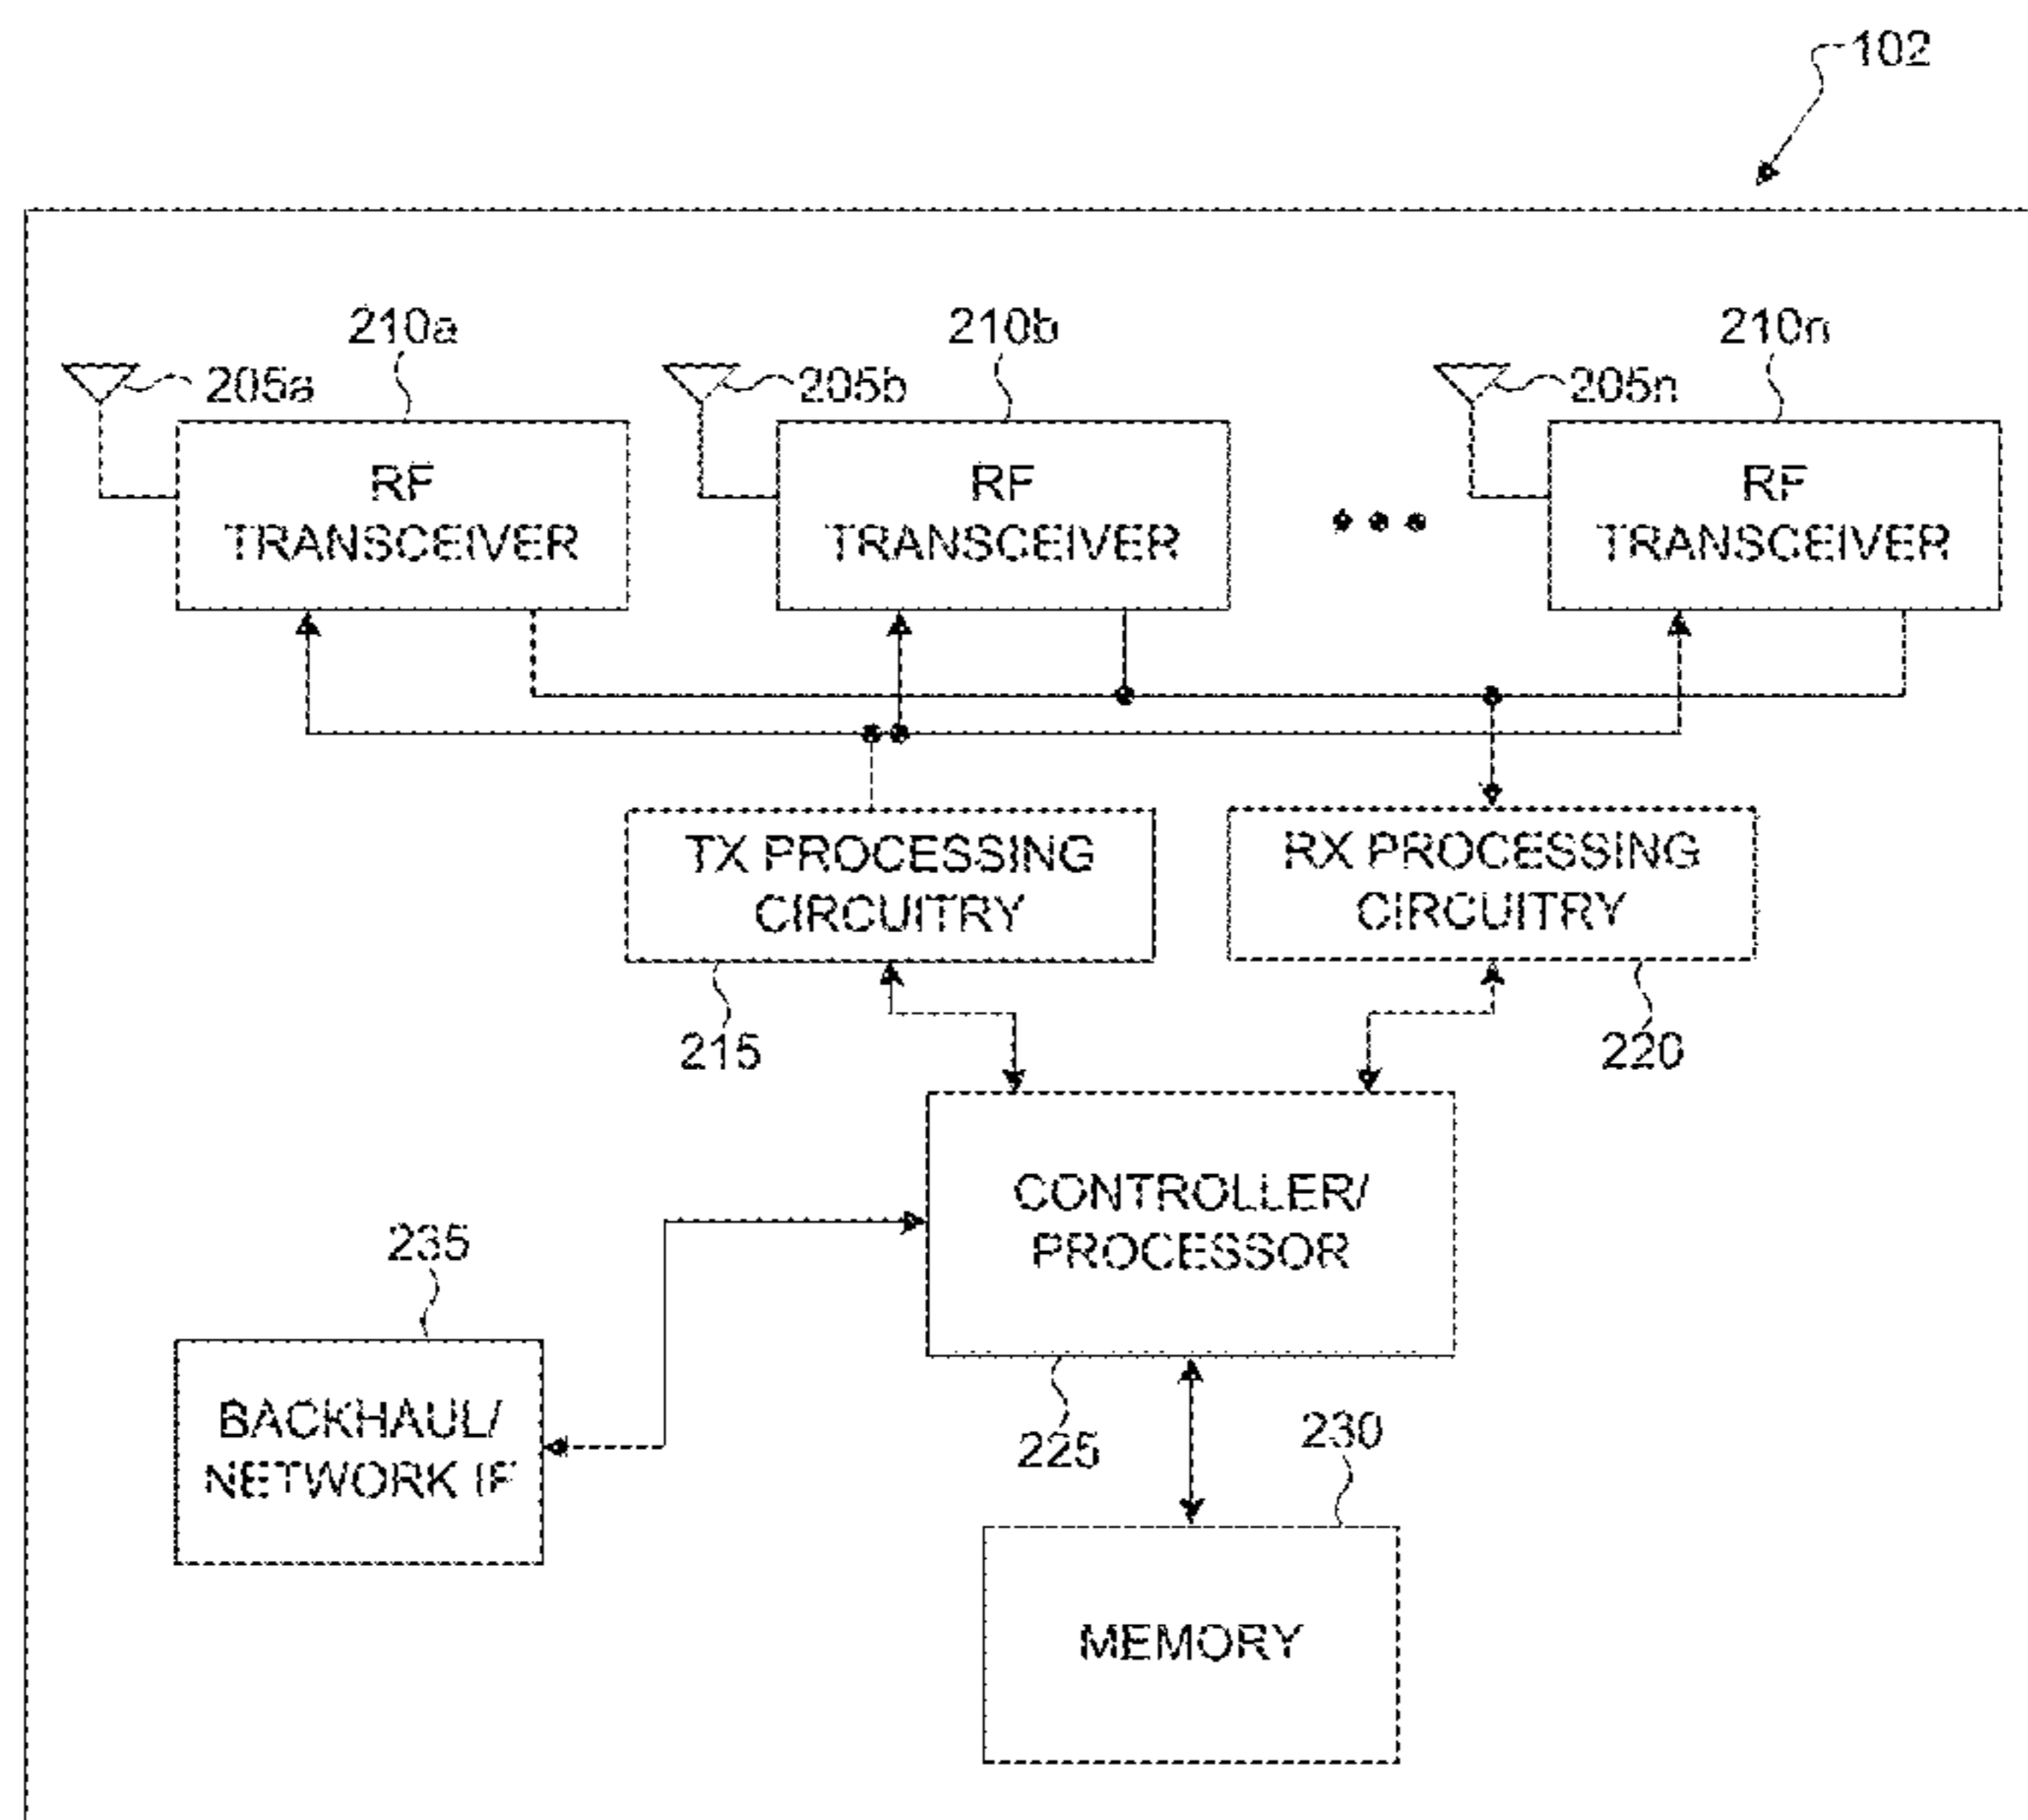 102
210a
210b
210n
205a
205b
205n
RF
TRANSCEIVER
RF
TRANSCEIVER
RF
TRANSCEIVER
TX PROCESSING
CIRCUITRY
RX PROCESSING
CIRCUITRY
215
220
CONTROLLER/
PROCESSOR
235
BACKHAUL/
NETWORK IF
225
230
MEMORY